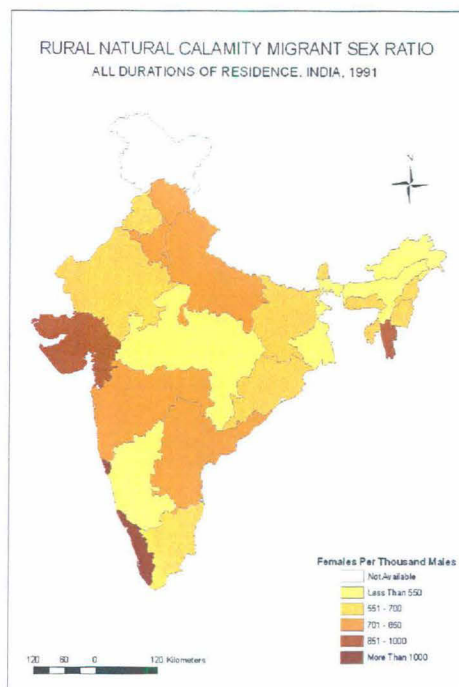 RURAL NATURAL CALAMITY MIGRANT SEX RATIO
ALL DURATIONS OF RESIDENCE, INDIA, 1991
N
Females Per Thousand Males
Not Available
Less Than 550
551 - 700
701 - 850
851 - 1000
More Than 1000
120 60 0 120 Kilometers